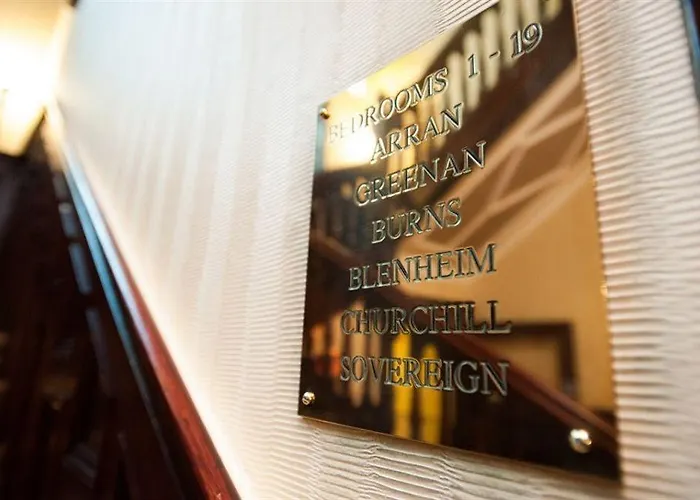 BEDROOMS 1 - 19
ARRAN
GREENAN
BURNS
BLENHEIM
CHURCHILL
SOVEREIGN